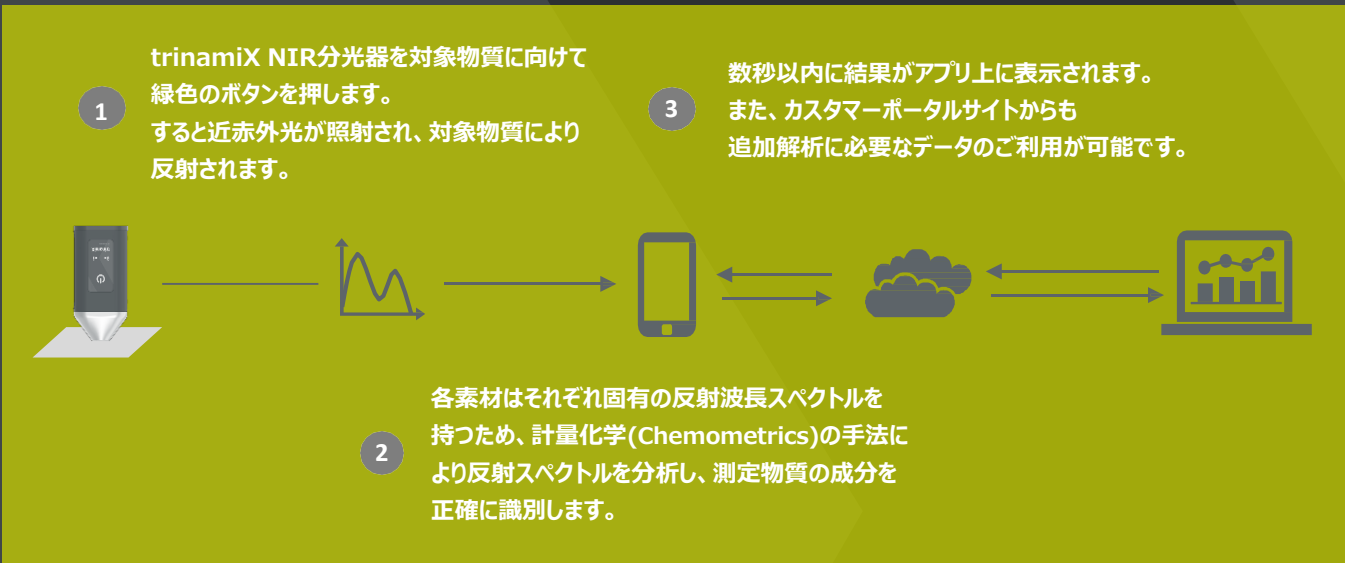 1
trinamiX NIR分光器を対象物質に向けて
緑色のボタンを押します。
すると近赤外光が照射され、対象物質により
反射されます。
3
数秒以内に結果がアプリ上に表示されます。
また、カスタマーポータルサイトからも
追加解析に必要なデータのご利用が可能です。
2
各素材はそれぞれ固有の反射波長スペクトルを
持つため、計量化学(Chemometrics)の手法に
より反射スペクトルを分析し、測定物質の成分を
正確に識別します。